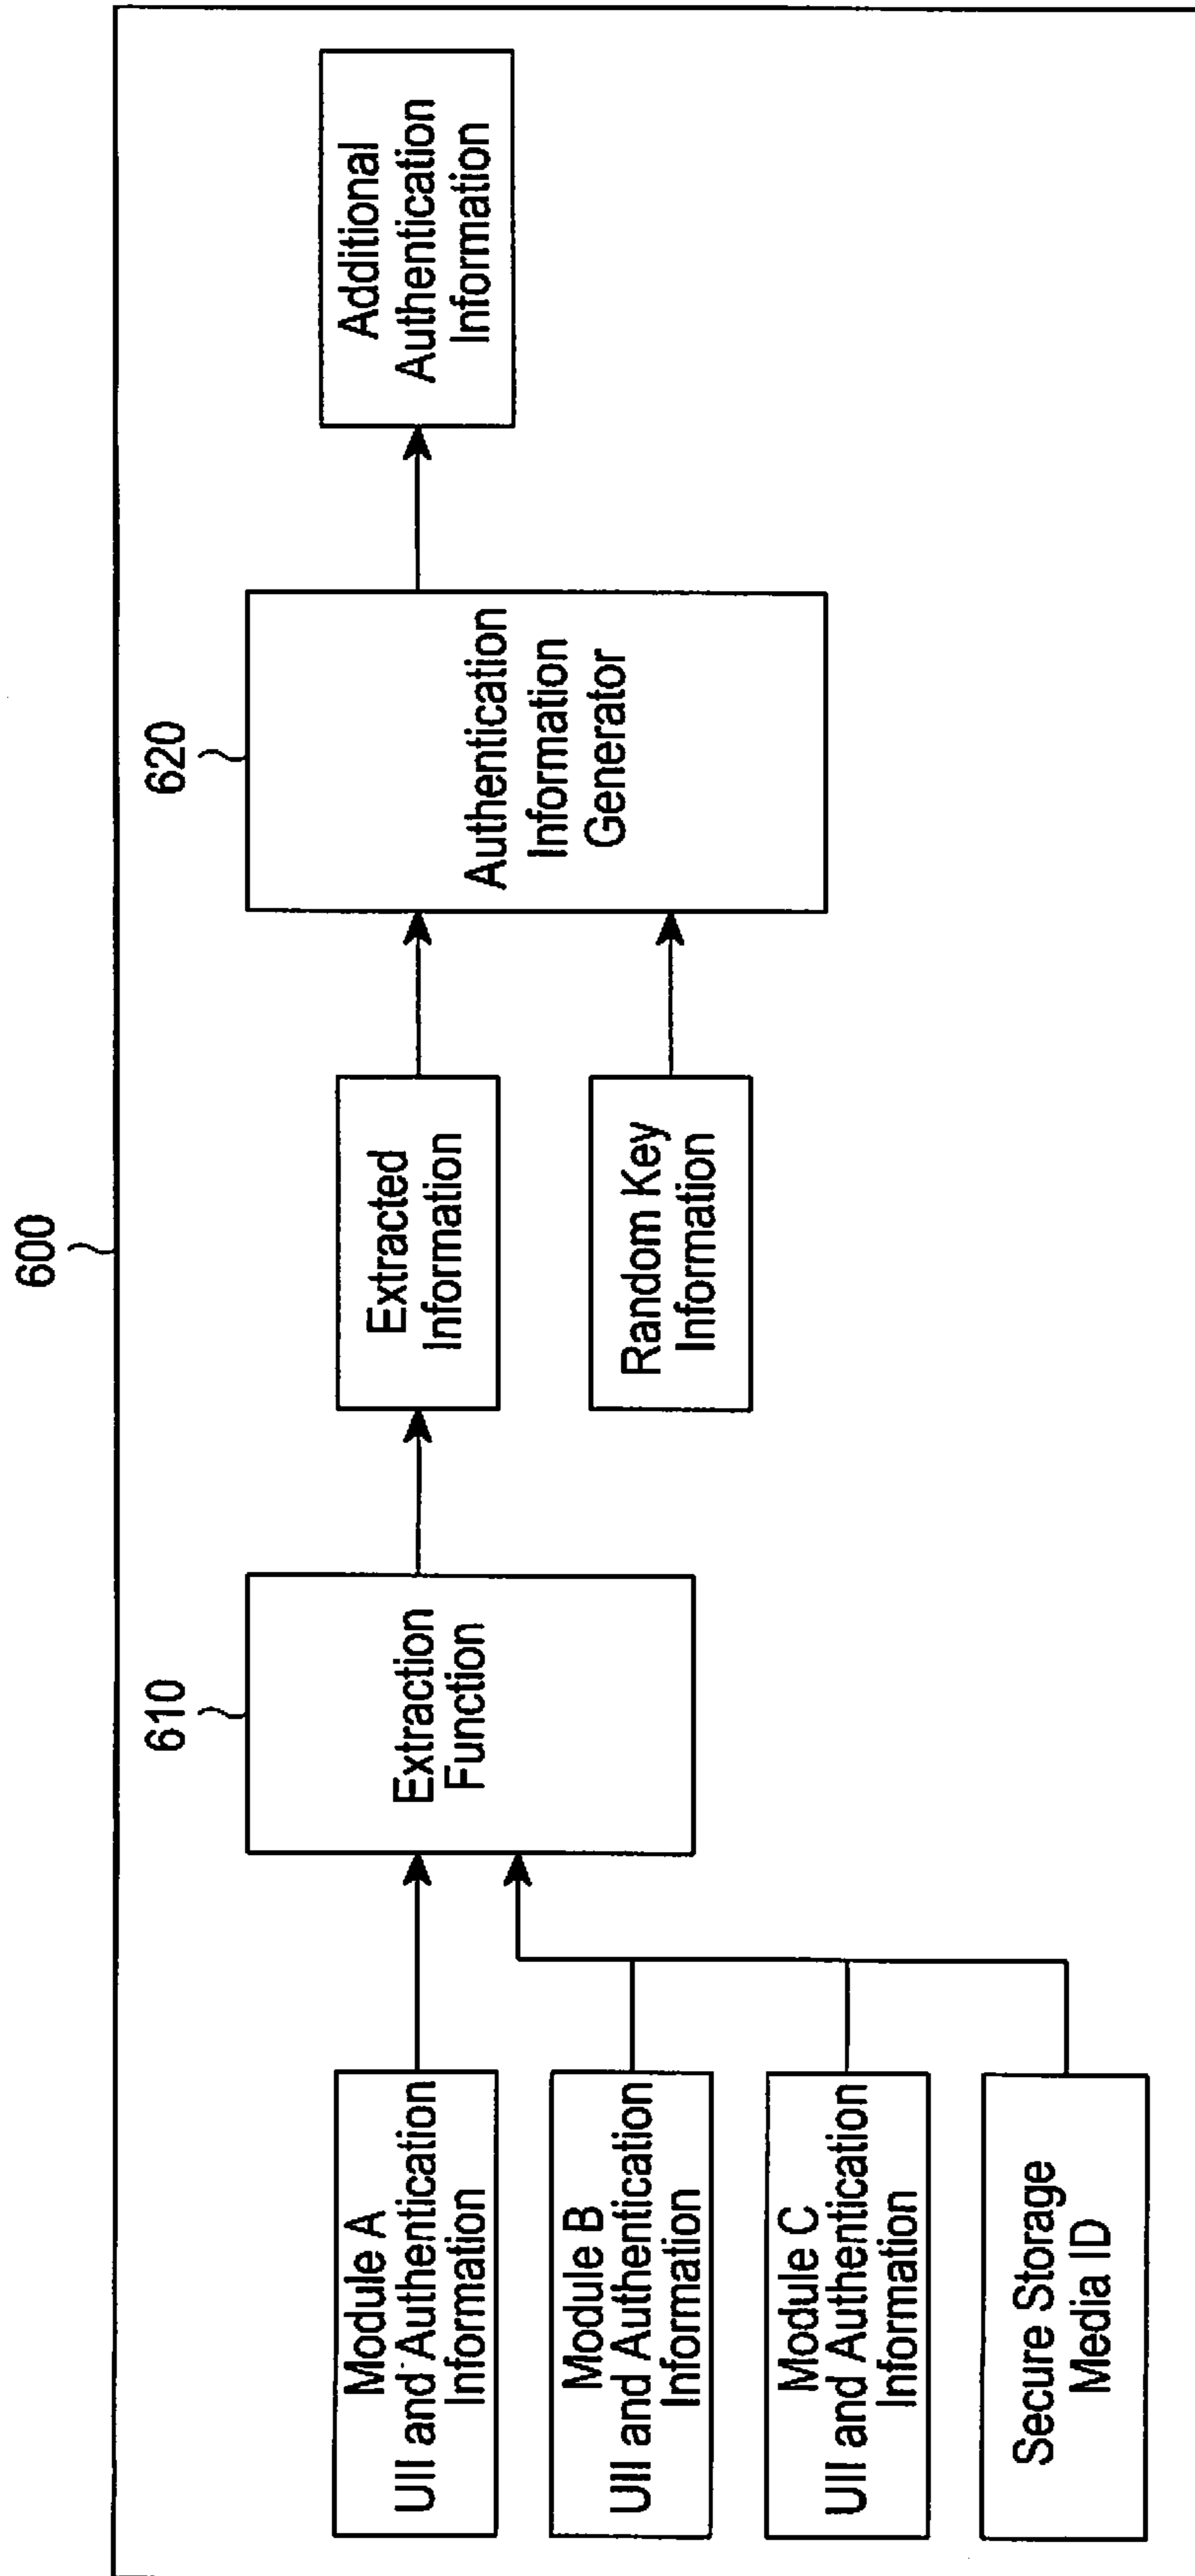 600
610
620
Module A
UII and Authentication
Information
Module B
UII and Authentication
Information
Module C
UII and Authentication
Information
Secure Storage
Media ID
Extraction
Function
Extracted
Information
Random Key
Information
Authentication
Information
Generator
Additional
Authentication
Information